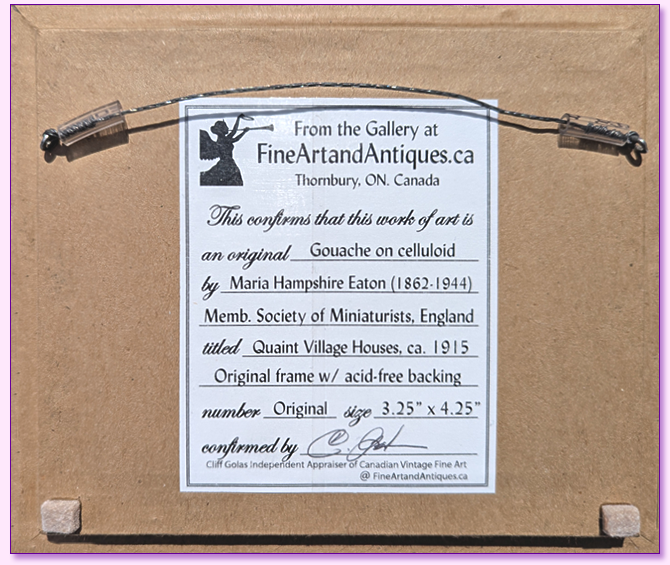 From the Gallery at
FineArtandAntiques.ca
Thornbury, ON. Canada
This confirms that this work of art is
an original Gouache on celluloid
by Maria Hampshire Eaton (1862-1944)
Memb. Society of Miniaturists, England
titled Quaint Village Houses, ca. 1915
Original frame w/ acid-free backing
number Original size 3.25" x 4.25"
confirmed by
Cliff Golas Independent Appraiser of Canadian Vintage Fine Art
@ FineArtandAntiques.ca